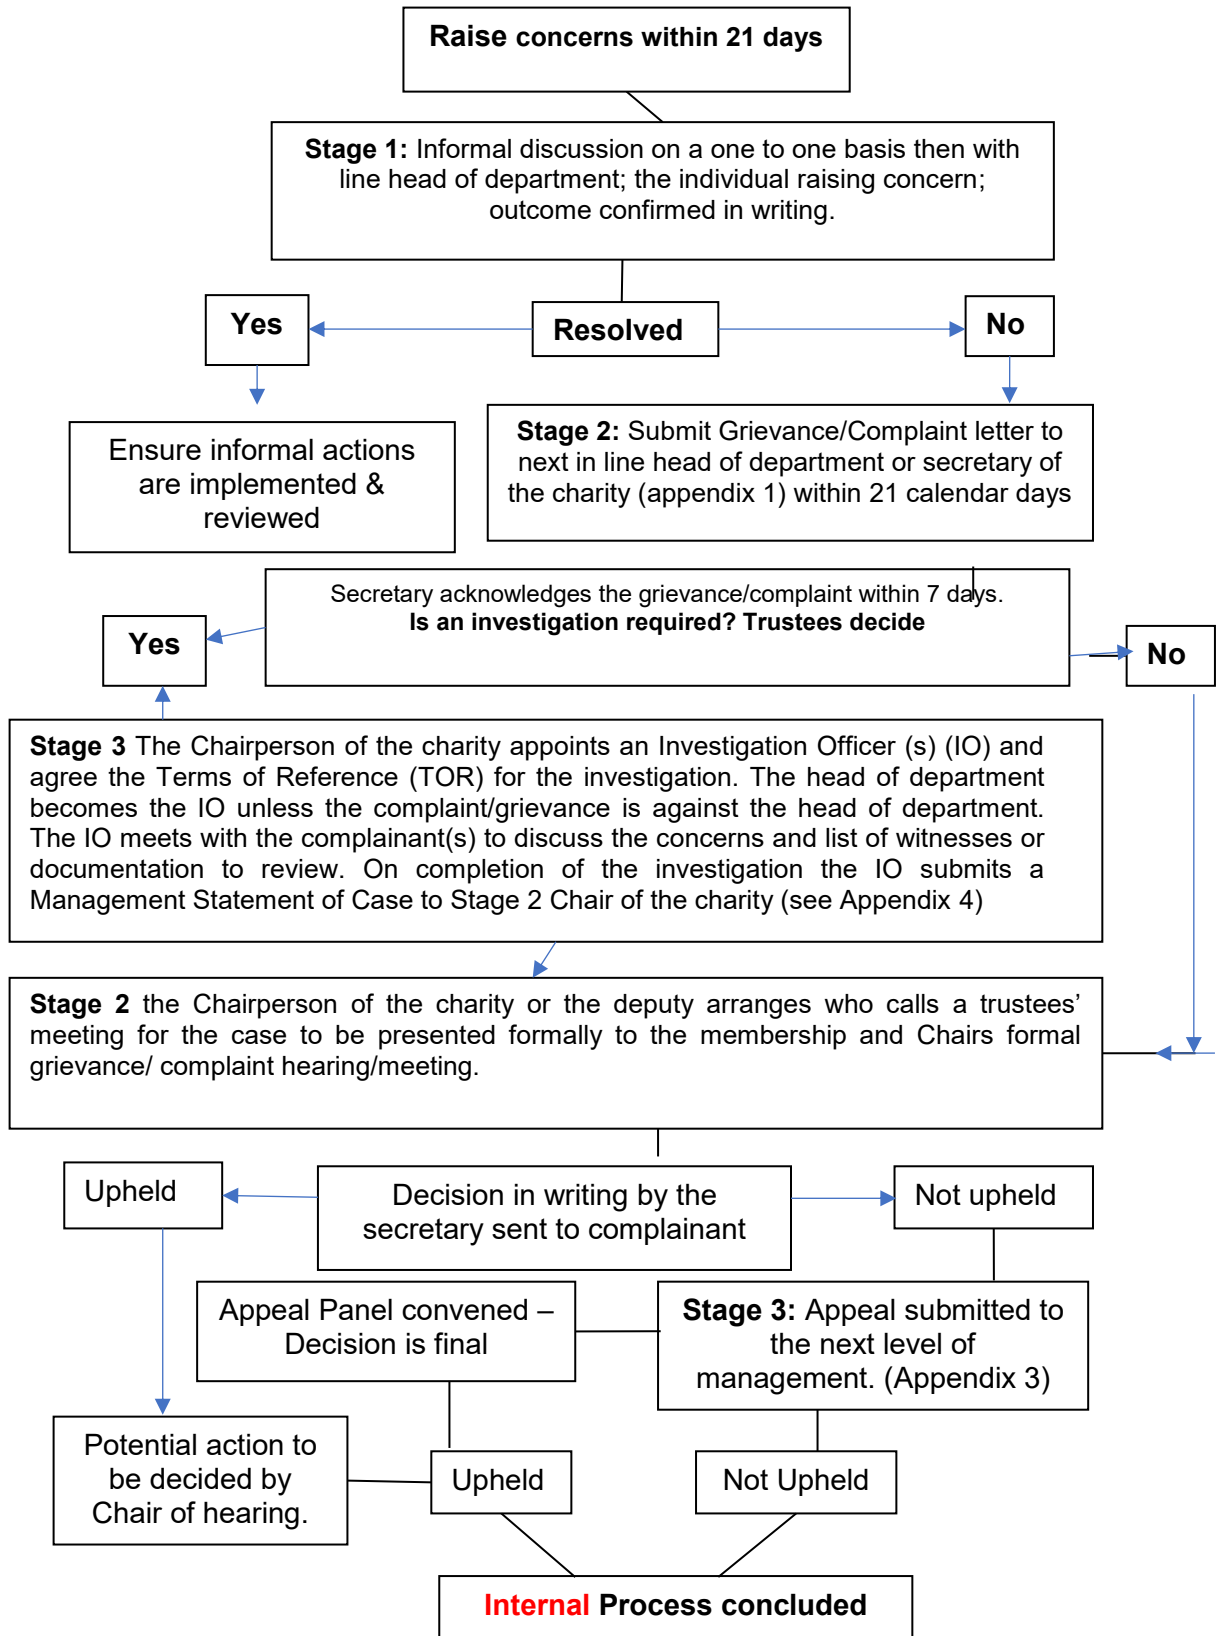 Raise concerns within 21 days
Stage 1: Informal discussion on a one to one basis then with
line head of department; the individual raising concern;
outcome confirmed in writing.
Yes
Resolved
No
Ensure informal actions
are implemented &
reviewed
Stage 2: Submit Grievance/Complaint letter to
next in line head of department or secretary of
the charity (appendix 1) within 21 calendar days
Secretary acknowledges the grievance/complaint within 7 days.
Is an investigation required? Trustees decide
Yes
No
Stage 3 The Chairperson of the charity appoints an Investigation Officer (s) (IO) and
agree the Terms of Reference (TOR) for the investigation. The head of department
becomes the IO unless the complaint/grievance is against the head of department.
The IO meets with the complainant(s) to discuss the concerns and list of witnesses or
documentation to review. On completion of the investigation the IO submits a
Management Statement of Case to Stage 2 Chair of the charity (see Appendix 4)
Stage 2 the Chairperson of the charity or the deputy arranges who calls a trustees’
meeting for the case to be presented formally to the membership and Chairs formal
grievance/ complaint hearing/meeting.
Upheld
Decision in writing by the
secretary sent to complainant
Not upheld
Appeal Panel convened –
Decision is final
Stage 3: Appeal submitted to
the next level of
management. (Appendix 3)
Potential action to
be decided by
Chair of hearing.
Upheld
Not Upheld
Internal Process concluded